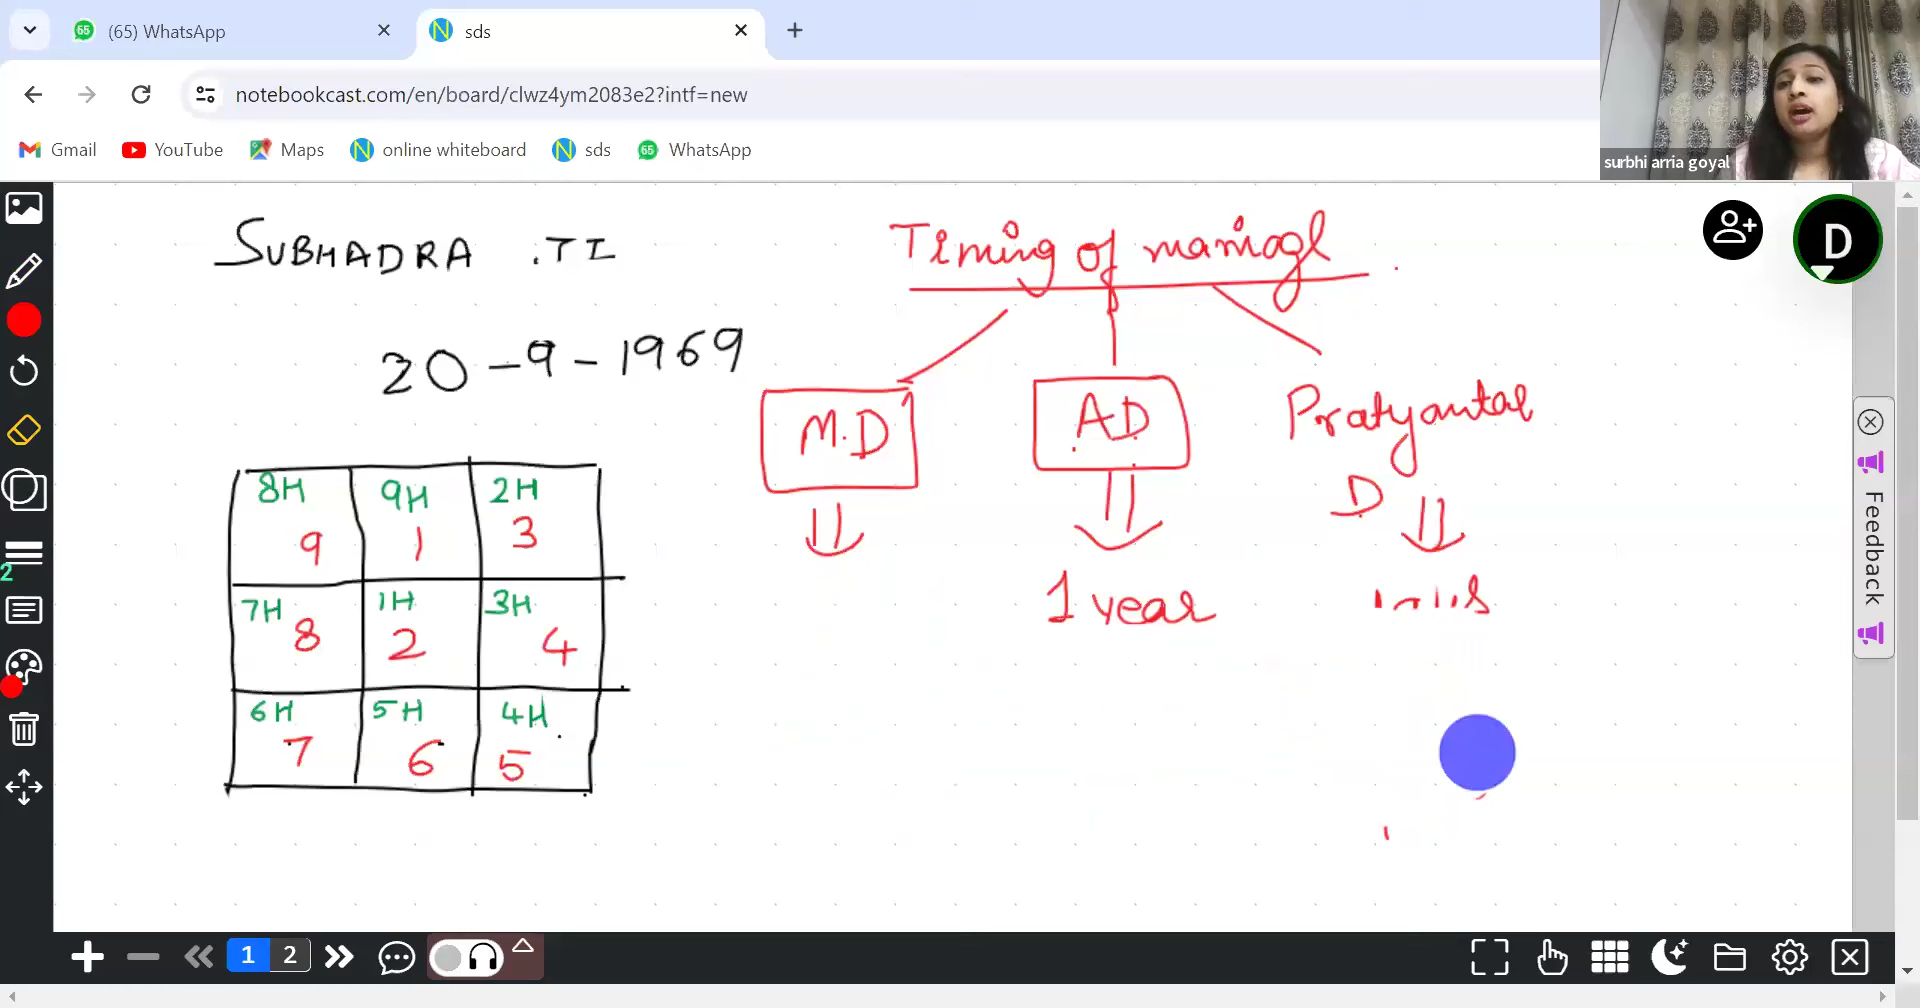 (65) WhatsApp
sds
notebookcast.com/en/board/clwz4ym2083e2?intf=new
Gmail
YouTube
Maps
online whiteboard
sds
65
WhatsApp
surbhi arria goyal
SUBHADRA .TI
20-9-1969
Timing of
M.D
AD
Pratyantar
D
1 year
8H 9H 2H
9 1 3
7H 1H 3H
8 2 4
6H 5H 4H
7 6 5
D
Feedback
2
1 2